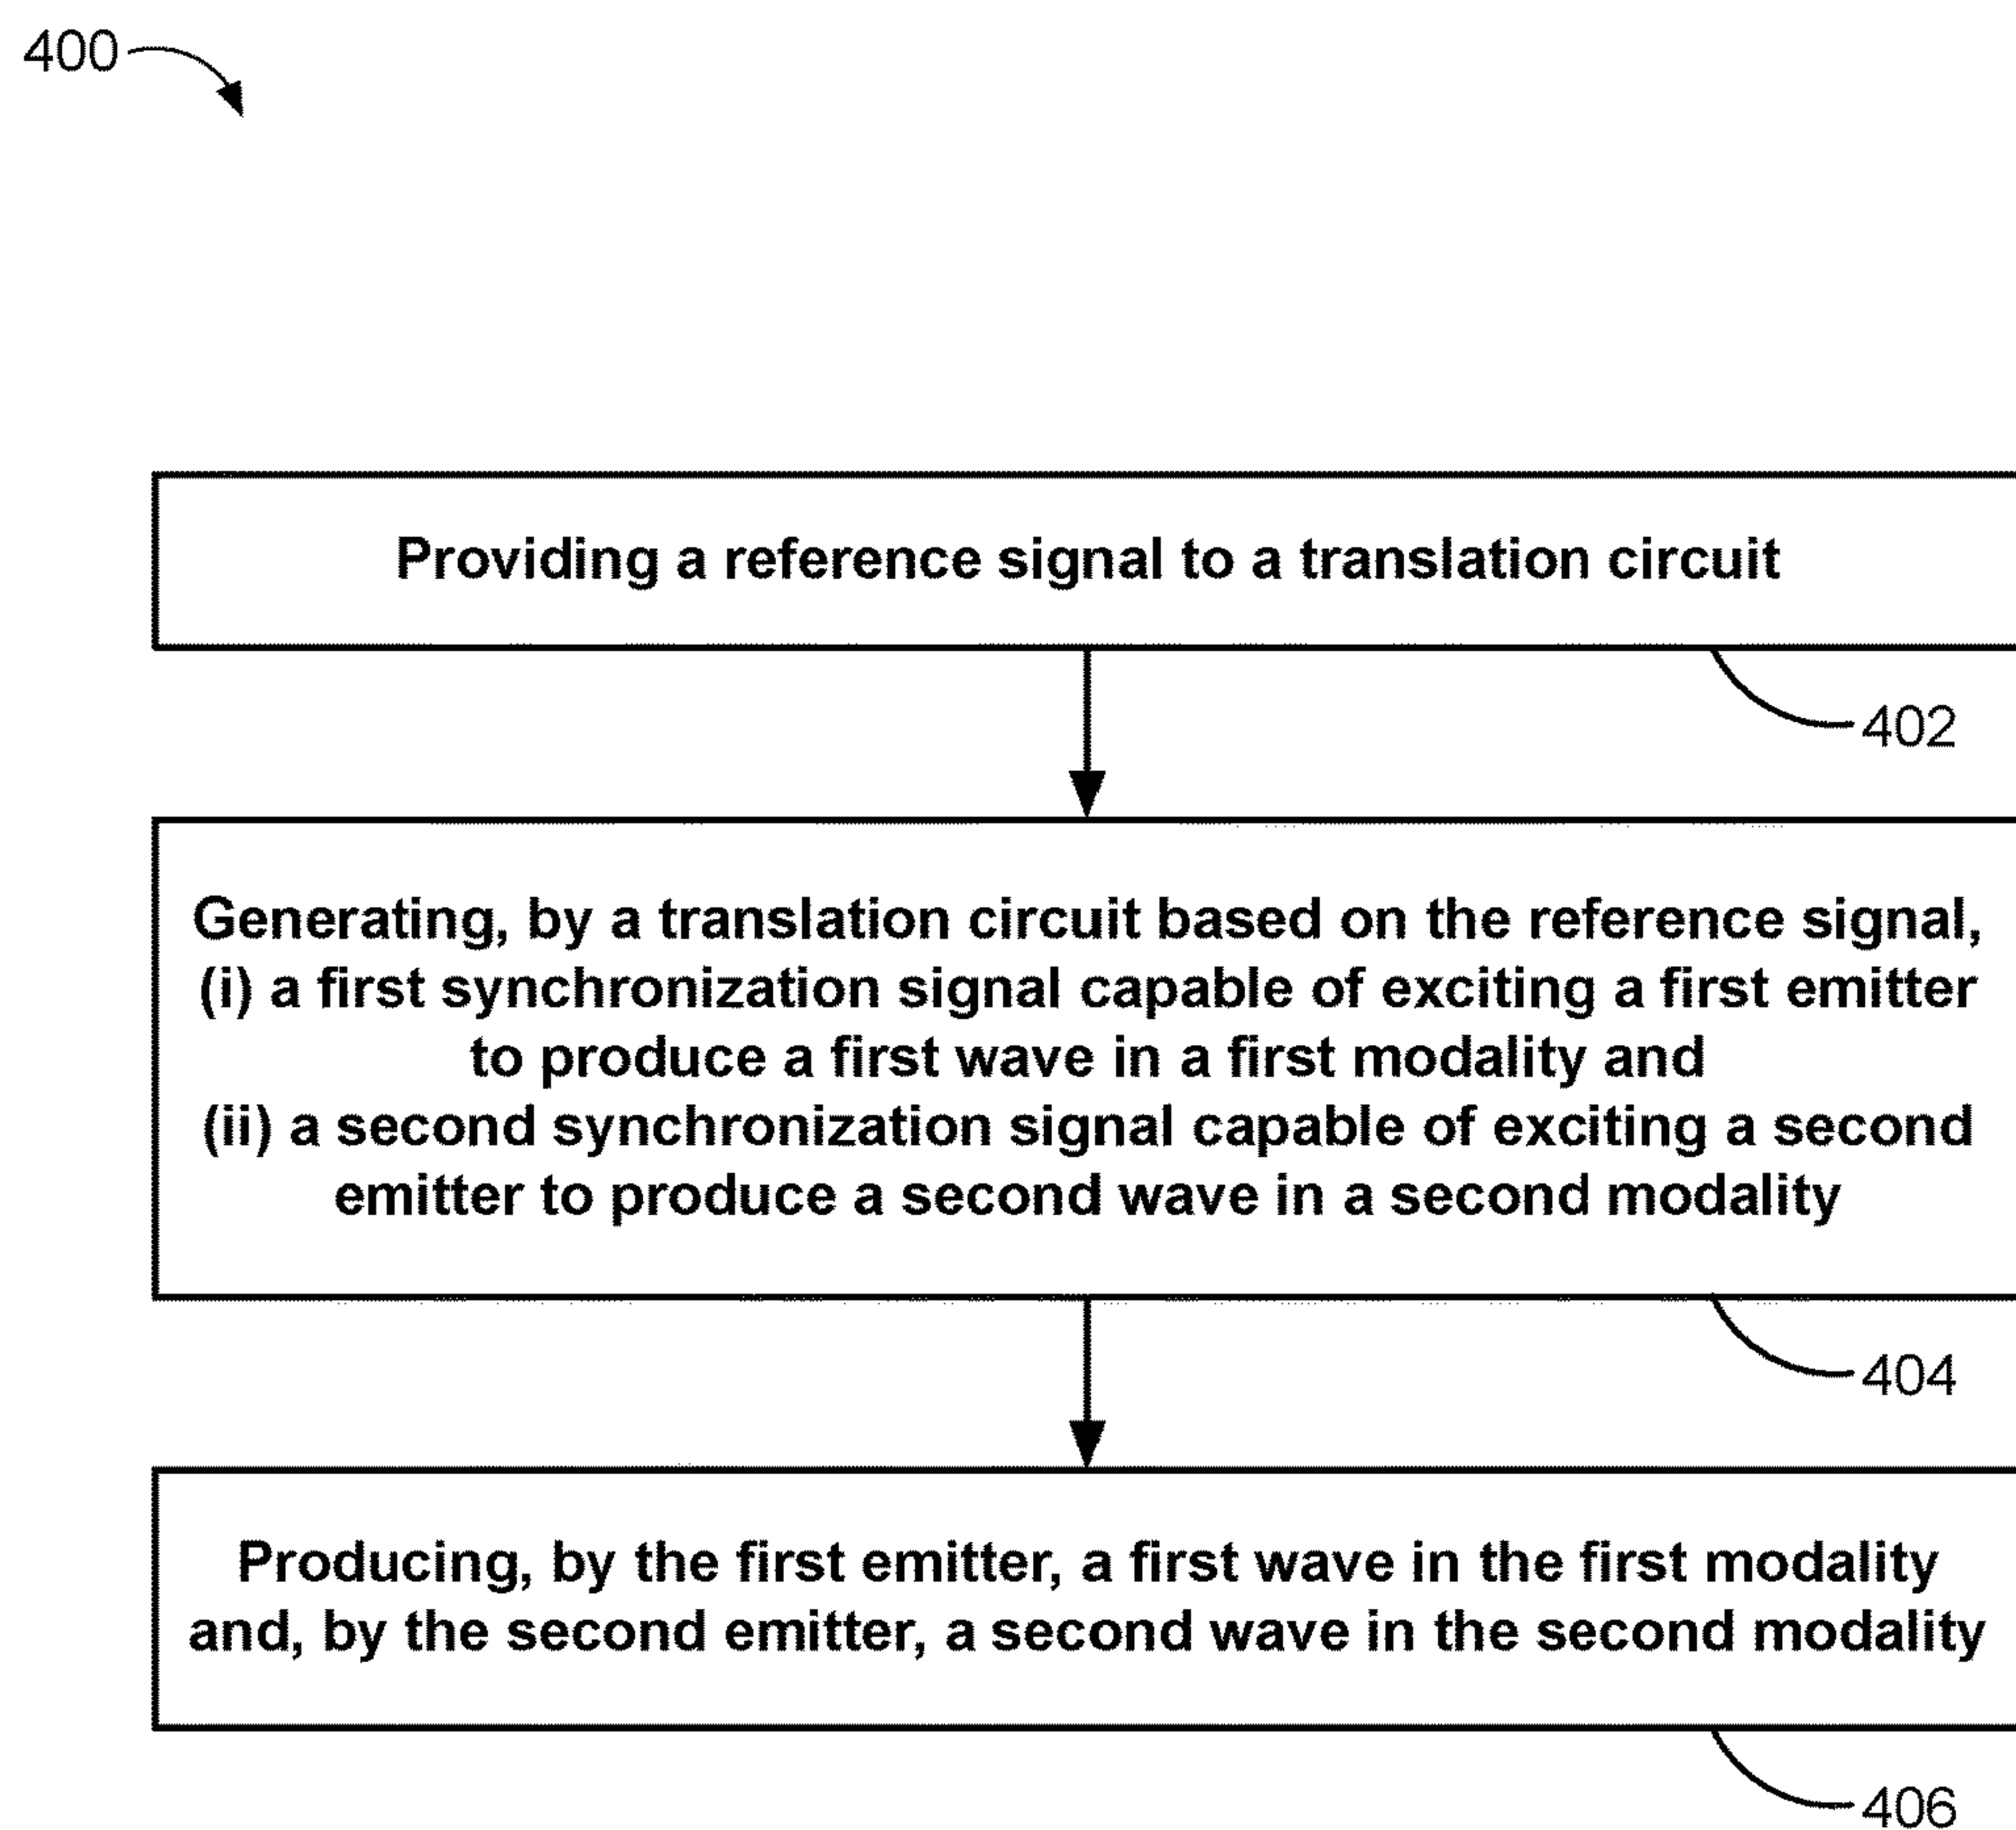 400
Providing a reference signal to a translation circuit
402
Generating, by a translation circuit based on the reference signal,
(i) a first synchronization signal capable of exciting a first emitter
to produce a first wave in a first modality and
(ii) a second synchronization signal capable of exciting a second
emitter to produce a second wave in a second modality
404
Producing, by the first emitter, a first wave in the first modality
and, by the second emitter, a second wave in the second modality
406